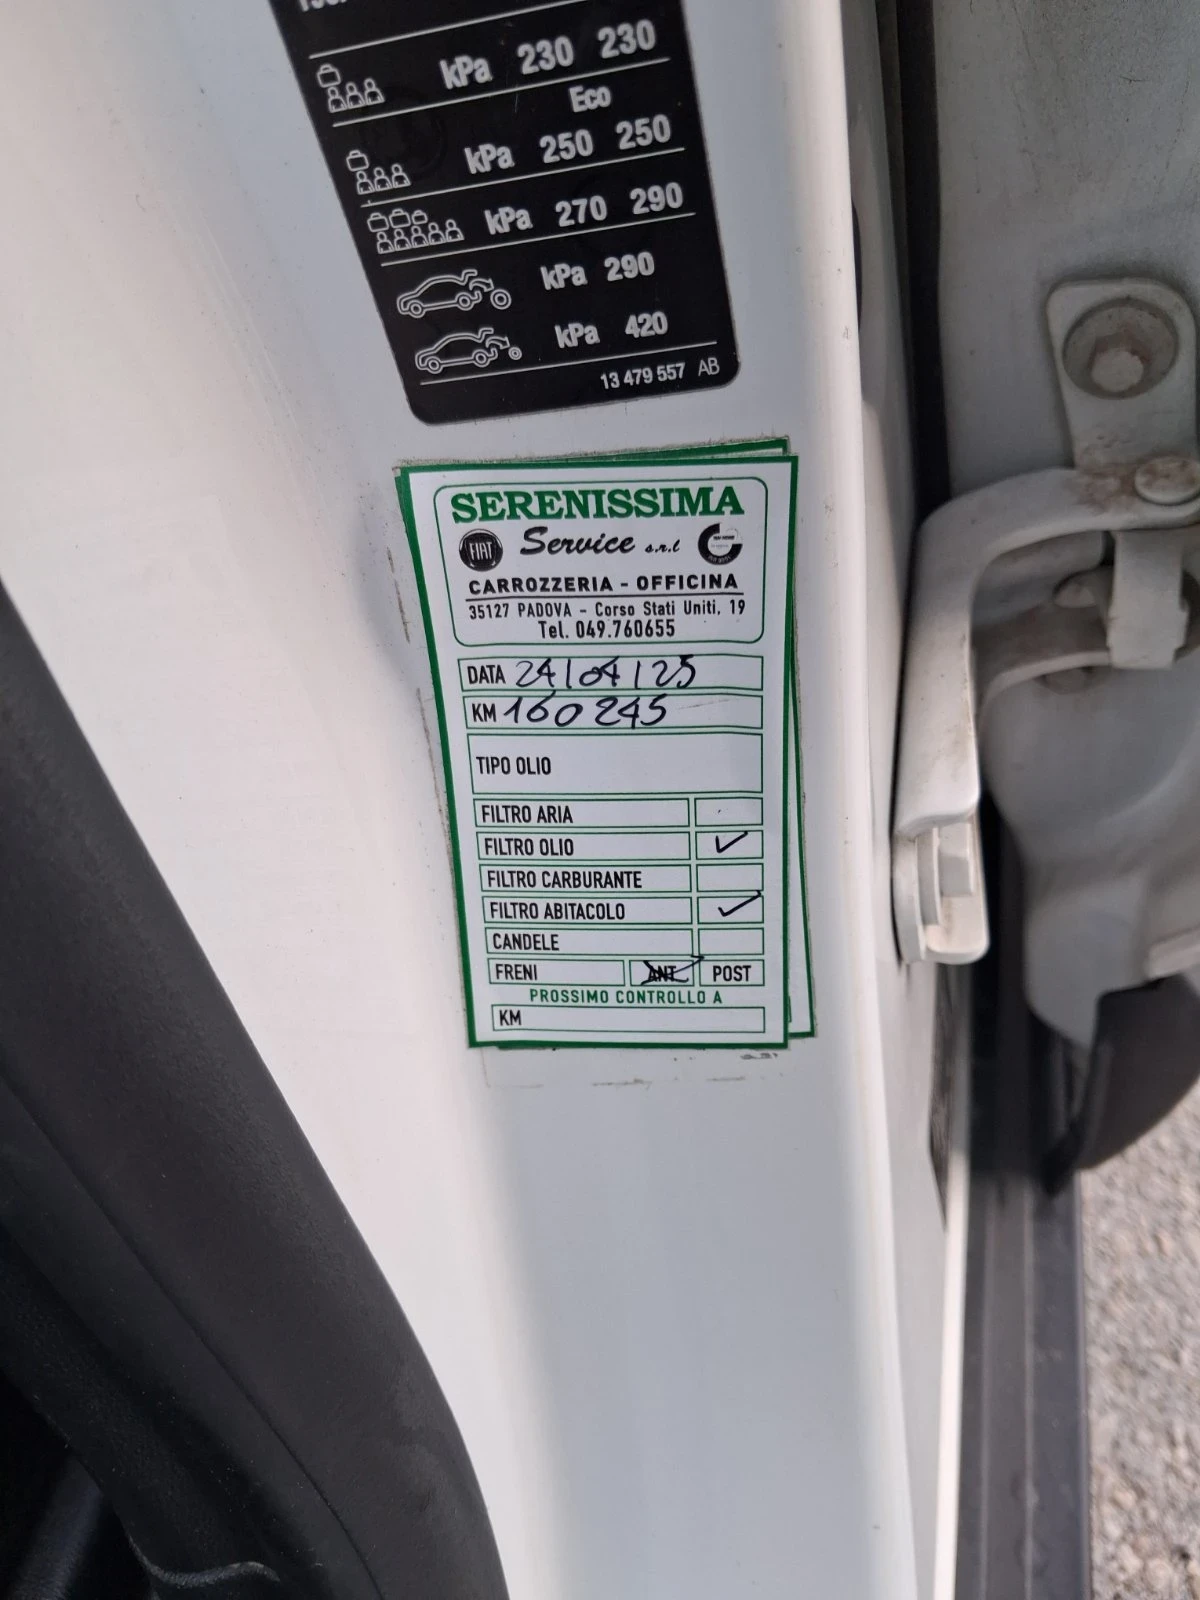 kPa 230 230
Eco
kPa 250 250
kPa 270 290
kPa 290
kPa 420
13 479 557 AB
SERENISSIMA
FIAT Service s.r.l
CARROZZERIA - OFFICINA
35127 PADOVA - Corso Stati Uniti, 19
Tel. 049.760655
DATA 24/04/25
KM 160245
TIPO OLIO
FILTRO ARIA
FILTRO OLIO ✓
FILTRO CARBURANTE
FILTRO ABITACOLO ✓
CANDELE
FRENI ANT POST
PROSSIMO CONTROLLO A
KM